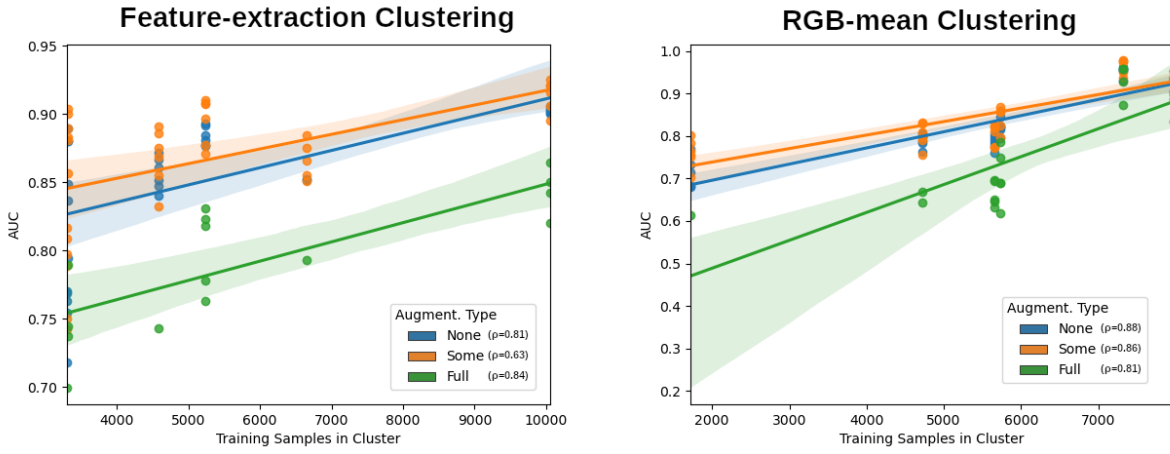 Feature-extraction Clustering
0.95
0.90
0.85
0.80
0.75
0.70
AUC
4000 5000 6000 7000 8000 9000 10000
Training Samples in Cluster
Augment. Type
None (ρ=0.81)
Some (ρ=0.63)
Full (ρ=0.84)
RGB-mean Clustering
1.0
0.9
0.8
0.7
0.6
0.5
0.4
0.3
0.2
AUC
2000 3000 4000 5000 6000 7000
Training Samples in Cluster
Augment. Type
None (ρ=0.88)
Some (ρ=0.86)
Full (ρ=0.81)